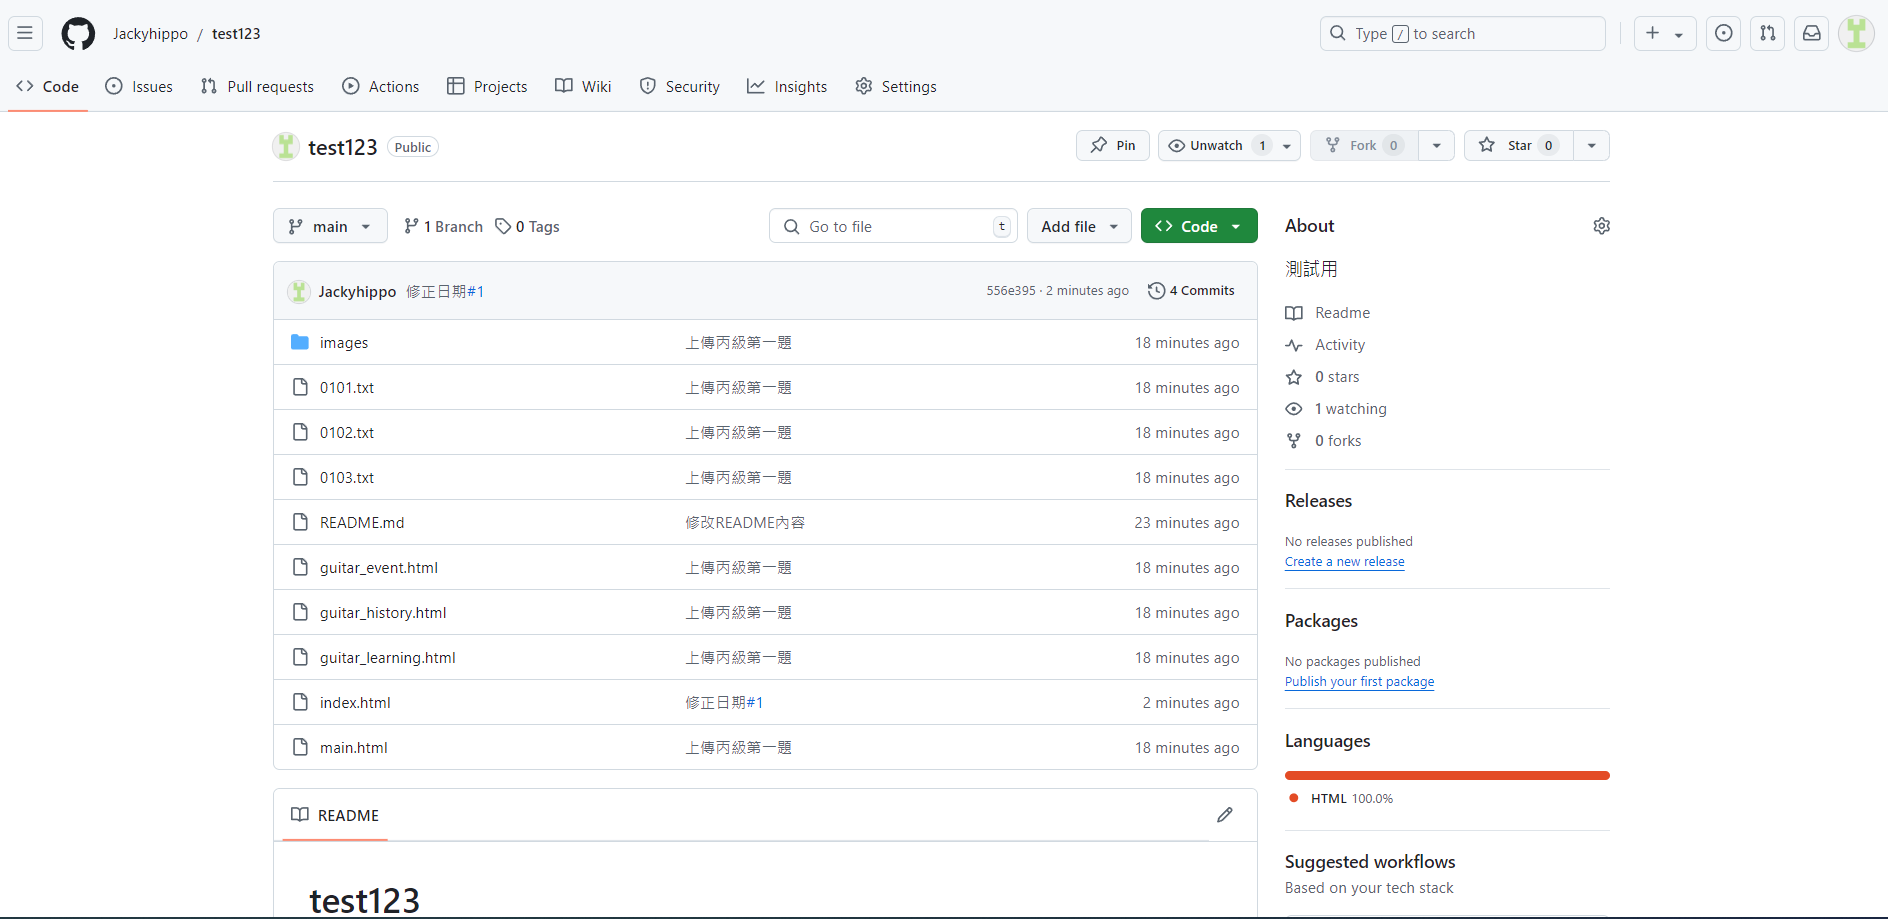 Jackyhippo / test123
Type / to search
Code Issues Pull requests Actions Projects Wiki Security Insights Settings
test123 Public
Pin Unwatch 1 Fork 0 Star 0
main 1 Branch 0 Tags
Go to file t Add file Code
Jackyhippo 修正日期#1 556e395 · 2 minutes ago 4 Commits
images 上傳丙級第一題 18 minutes ago
0101.txt 上傳丙級第一題 18 minutes ago
0102.txt 上傳丙級第一題 18 minutes ago
0103.txt 上傳丙級第一題 18 minutes ago
README.md 修改README內容 23 minutes ago
guitar_event.html 上傳丙級第一題 18 minutes ago
guitar_history.html 上傳丙級第一題 18 minutes ago
guitar_learning.html 上傳丙級第一題 18 minutes ago
index.html 修正日期#1 2 minutes ago
main.html 上傳丙級第一題 18 minutes ago
README
test123
About
測試用
Readme
Activity
0 stars
1 watching
0 forks
Releases
No releases published
Create a new release
Packages
No packages published
Publish your first package
Languages
HTML 100.0%
Suggested workflows
Based on your tech stack